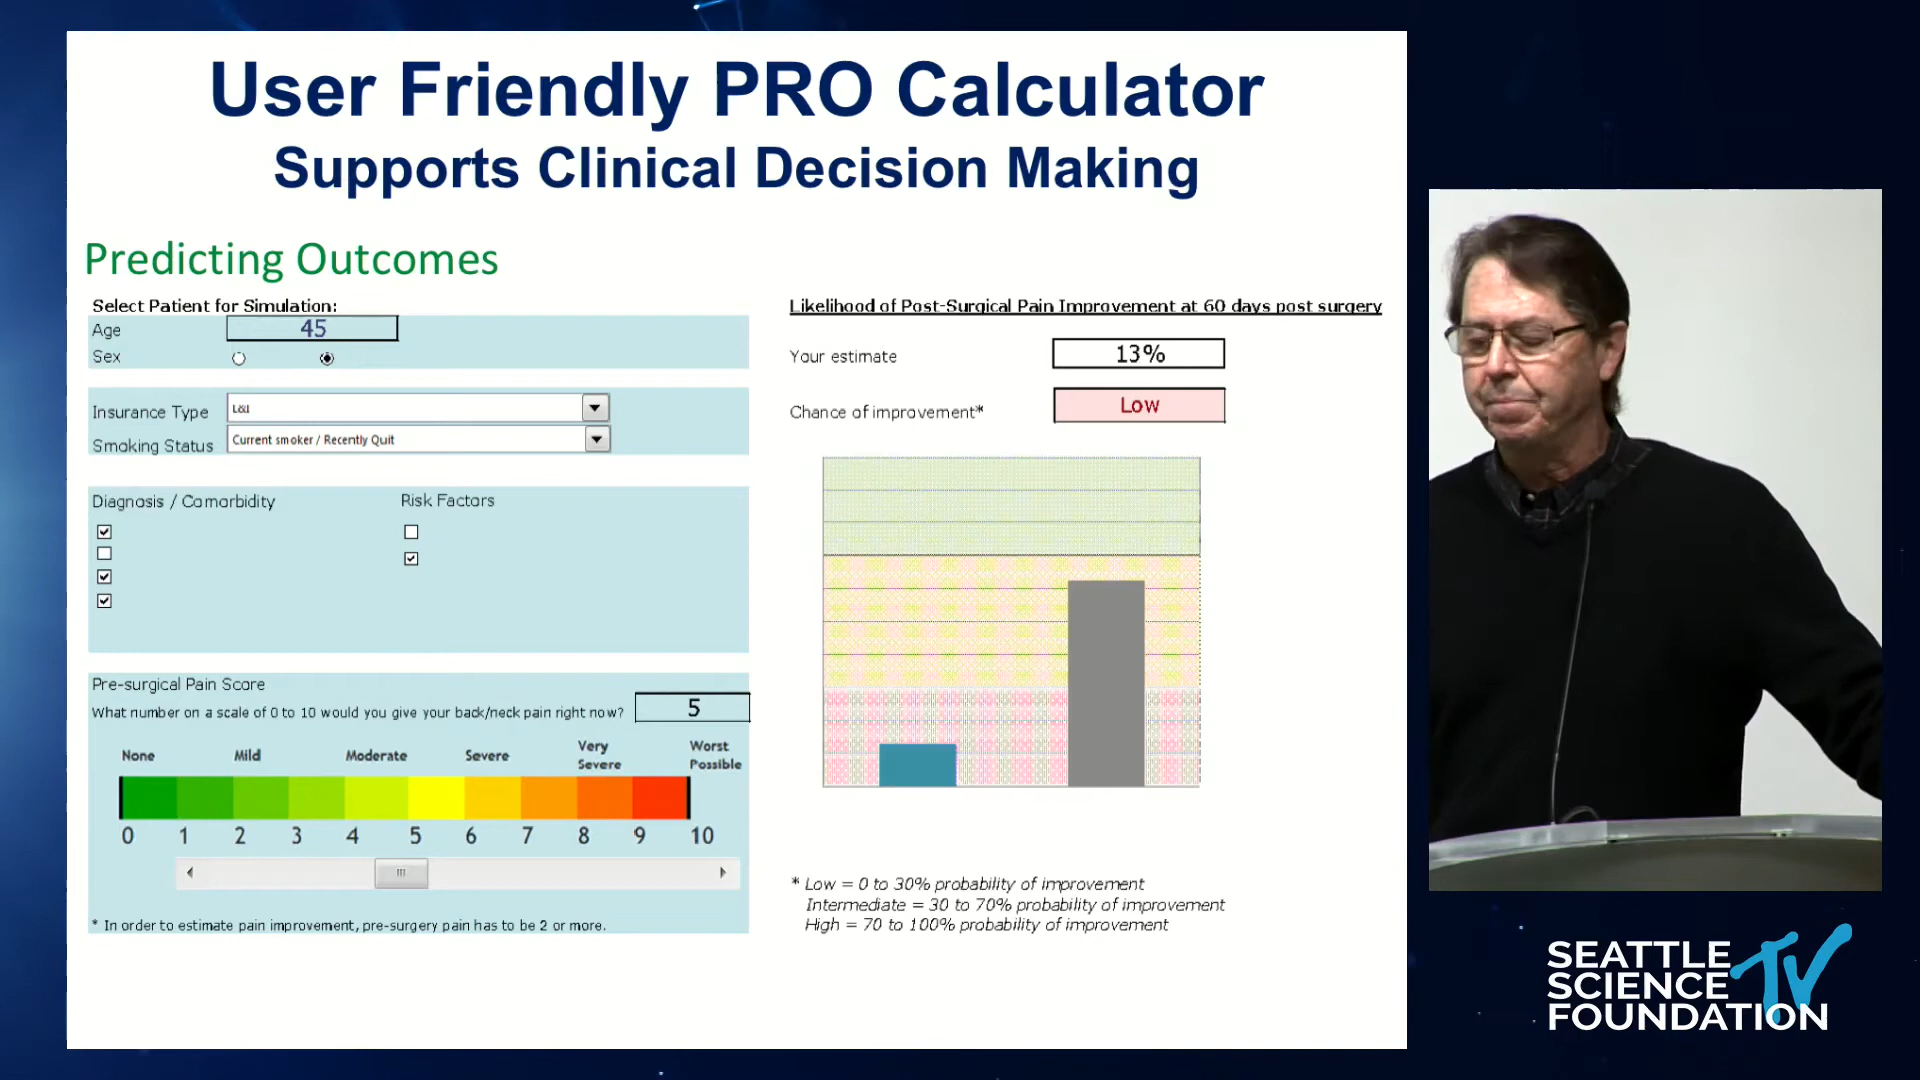 User Friendly PRO Calculator
Supports Clinical Decision Making
Predicting Outcomes
Select Patient for Simulation:
Age 45
Sex
Insurance Type L&I
Smoking Status Current smoker / Recently Quit
Diagnosis / Comorbidity Risk Factors
Pre-surgical Pain Score
What number on a scale of 0 to 10 would you give your back/neck pain right now? 5
None Mild Moderate Severe Very Severe Worst Possible
0 1 2 3 4 5 6 7 8 9 10
* In order to estimate pain improvement, pre-surgery pain has to be 2 or more.
Likelihood of Post-Surgical Pain Improvement at 60 days post surgery
Your estimate 13%
Chance of improvement* Low
* Low = 0 to 30% probability of improvement
Intermediate = 30 to 70% probability of improvement
High = 70 to 100% probability of improvement
SEATTLE
SCIENCE TV
FOUNDATION